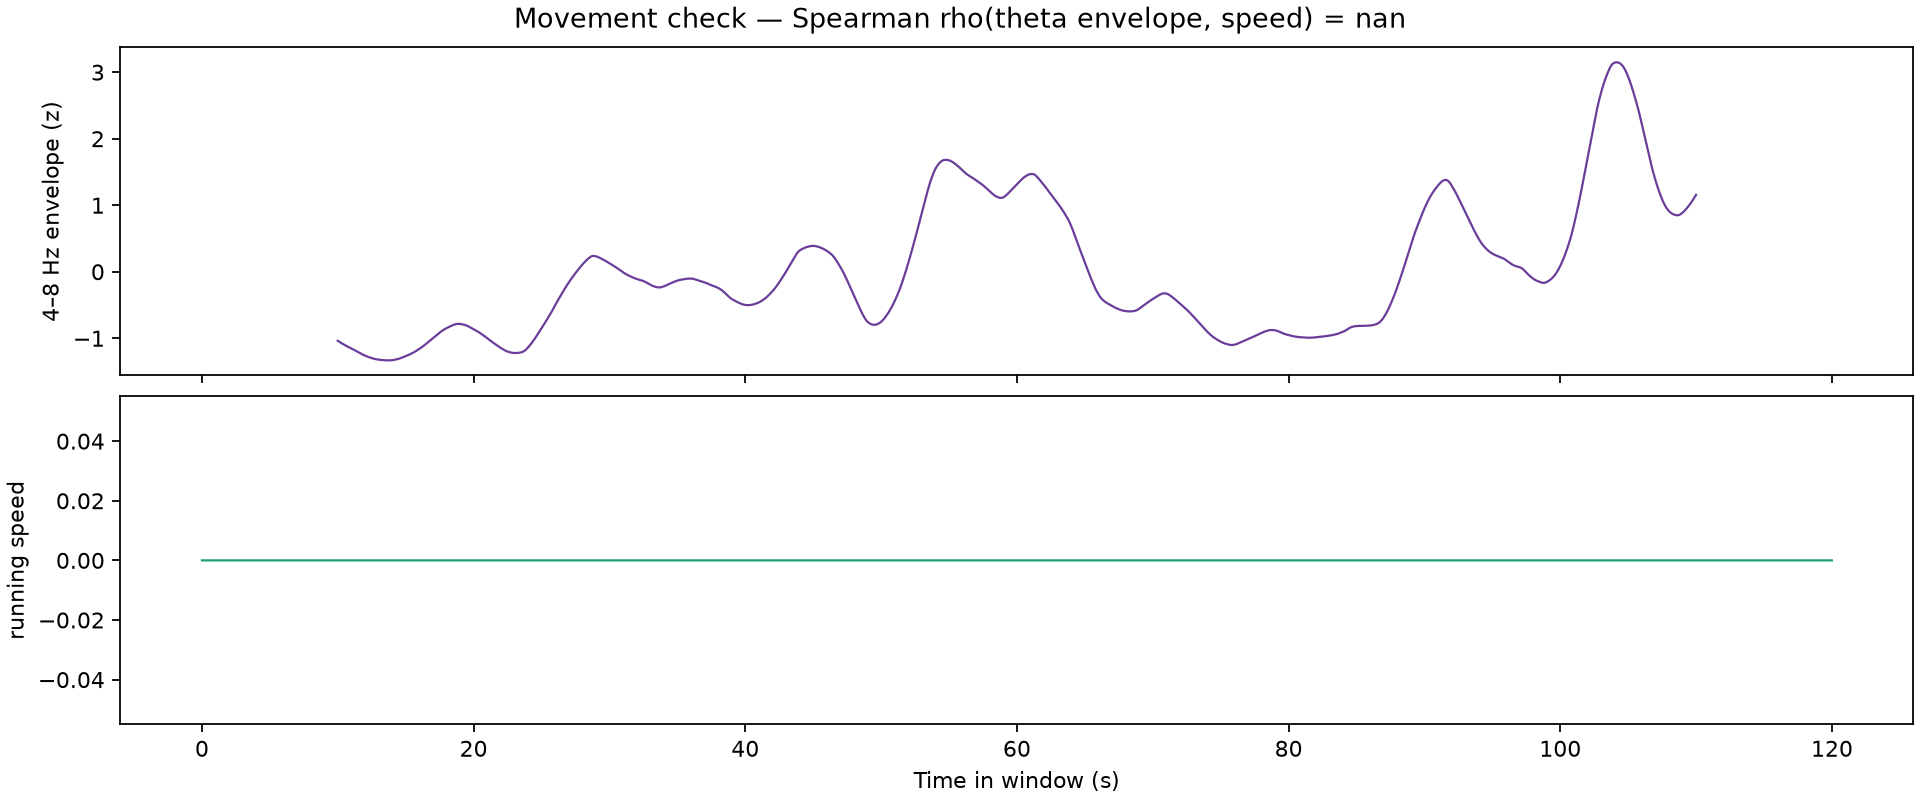 Movement check — Spearman rho(theta envelope, speed) = nan
4–8 Hz envelope (z)
3
2
1
0
−1
running speed
0.04
0.02
0.00
−0.02
−0.04
0 20 40 60 80 100 120
Time in window (s)